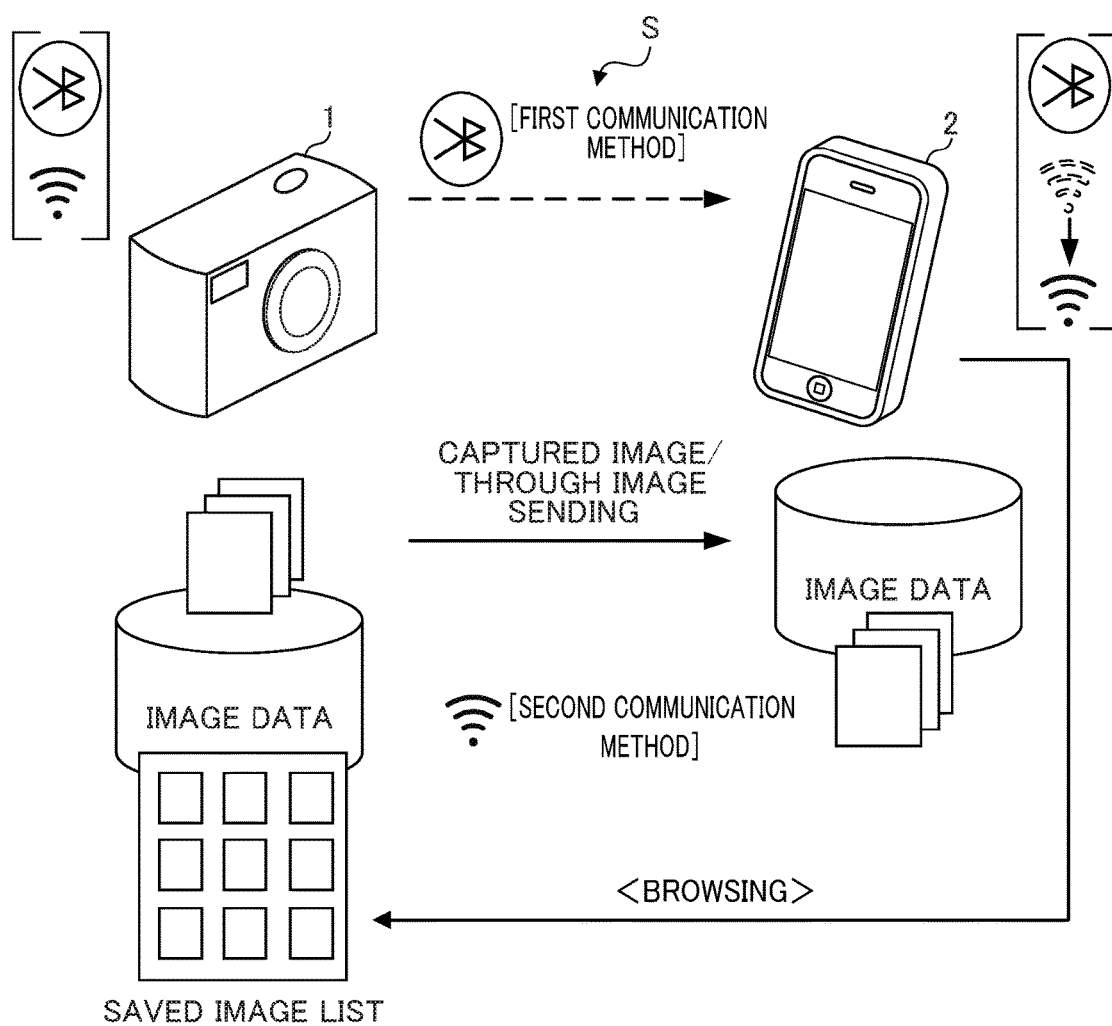 S
1
[FIRST COMMUNICATION
METHOD]
2
CAPTURED IMAGE/
THROUGH IMAGE
SENDING
IMAGE DATA
IMAGE DATA
[SECOND COMMUNICATION
METHOD]
<BROWSING>
SAVED IMAGE LIST